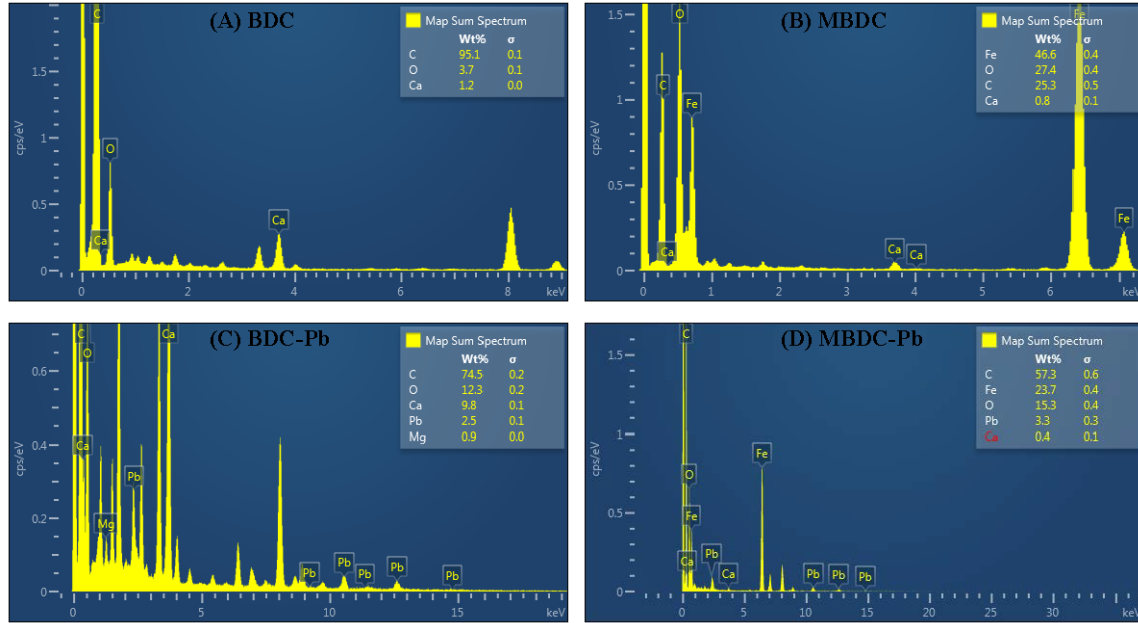 (A) BDC
Map Sum Spectrum
Wt% σ
C 95.1 0.1
O 3.7 0.1
Ca 1.2 0.0
C
O
Ca
Ca
cps/eV
1.5
1
0.5
0
0 2 4 6 8 keV
(B) MBDC
Map Sum Spectrum
Wt% σ
Fe 46.6 0.4
O 27.4 0.4
C 25.3 0.5
Ca 0.8 0.1
O
Fe
C
Fe
Ca
Ca
Ca
Fe
cps/eV
1.5
1
0.5
0
0 1 2 3 4 5 6 7 keV
(C) BDC-Pb
Map Sum Spectrum
Wt% σ
C 74.5 0.2
O 12.3 0.2
Ca 9.8 0.1
Pb 2.5 0.1
Mg 0.9 0.0
C
Ca
O
Ca
Pb
Mg
Pb
Pb
Pb
Pb
Pb
cps/eV
0.6
0.4
0.2
0
0 5 10 15 keV
(D) MBDC-Pb
Map Sum Spectrum
Wt% σ
C 57.3 0.6
Fe 23.7 0.4
O 15.3 0.4
Pb 3.3 0.3
Ca 0.4 0.1
C
Fe
O
Fe
Pb
Ca
Ca
Pb
Pb
Pb
cps/eV
1.5
1
0.5
0
0 5 10 15 20 25 30 keV